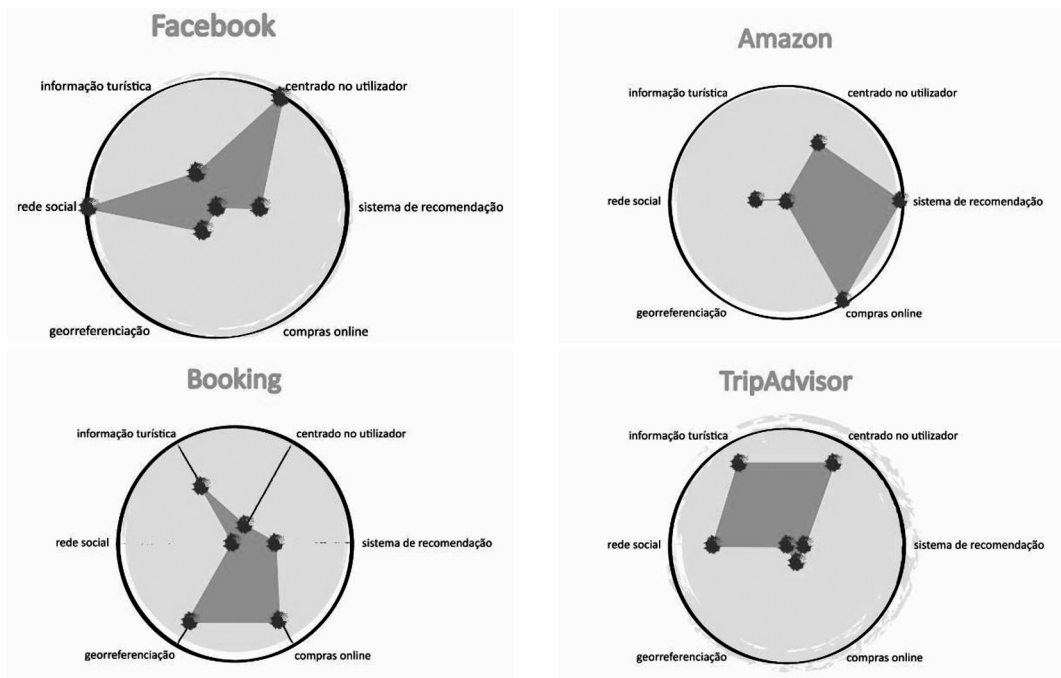 Facebook
informação turística
centrado no utilizador
rede social
sistema de recomendação
georreferenciação
compras online
Amazon
informação turística
centrado no utilizador
rede social
sistema de recomendação
georreferenciação
compras online
Booking
informação turística
centrado no utilizador
rede social
sistema de recomendação
georreferenciação
compras online
TripAdvisor
informação turística
centrado no utilizador
rede social
sistema de recomendação
georreferenciação
compras online